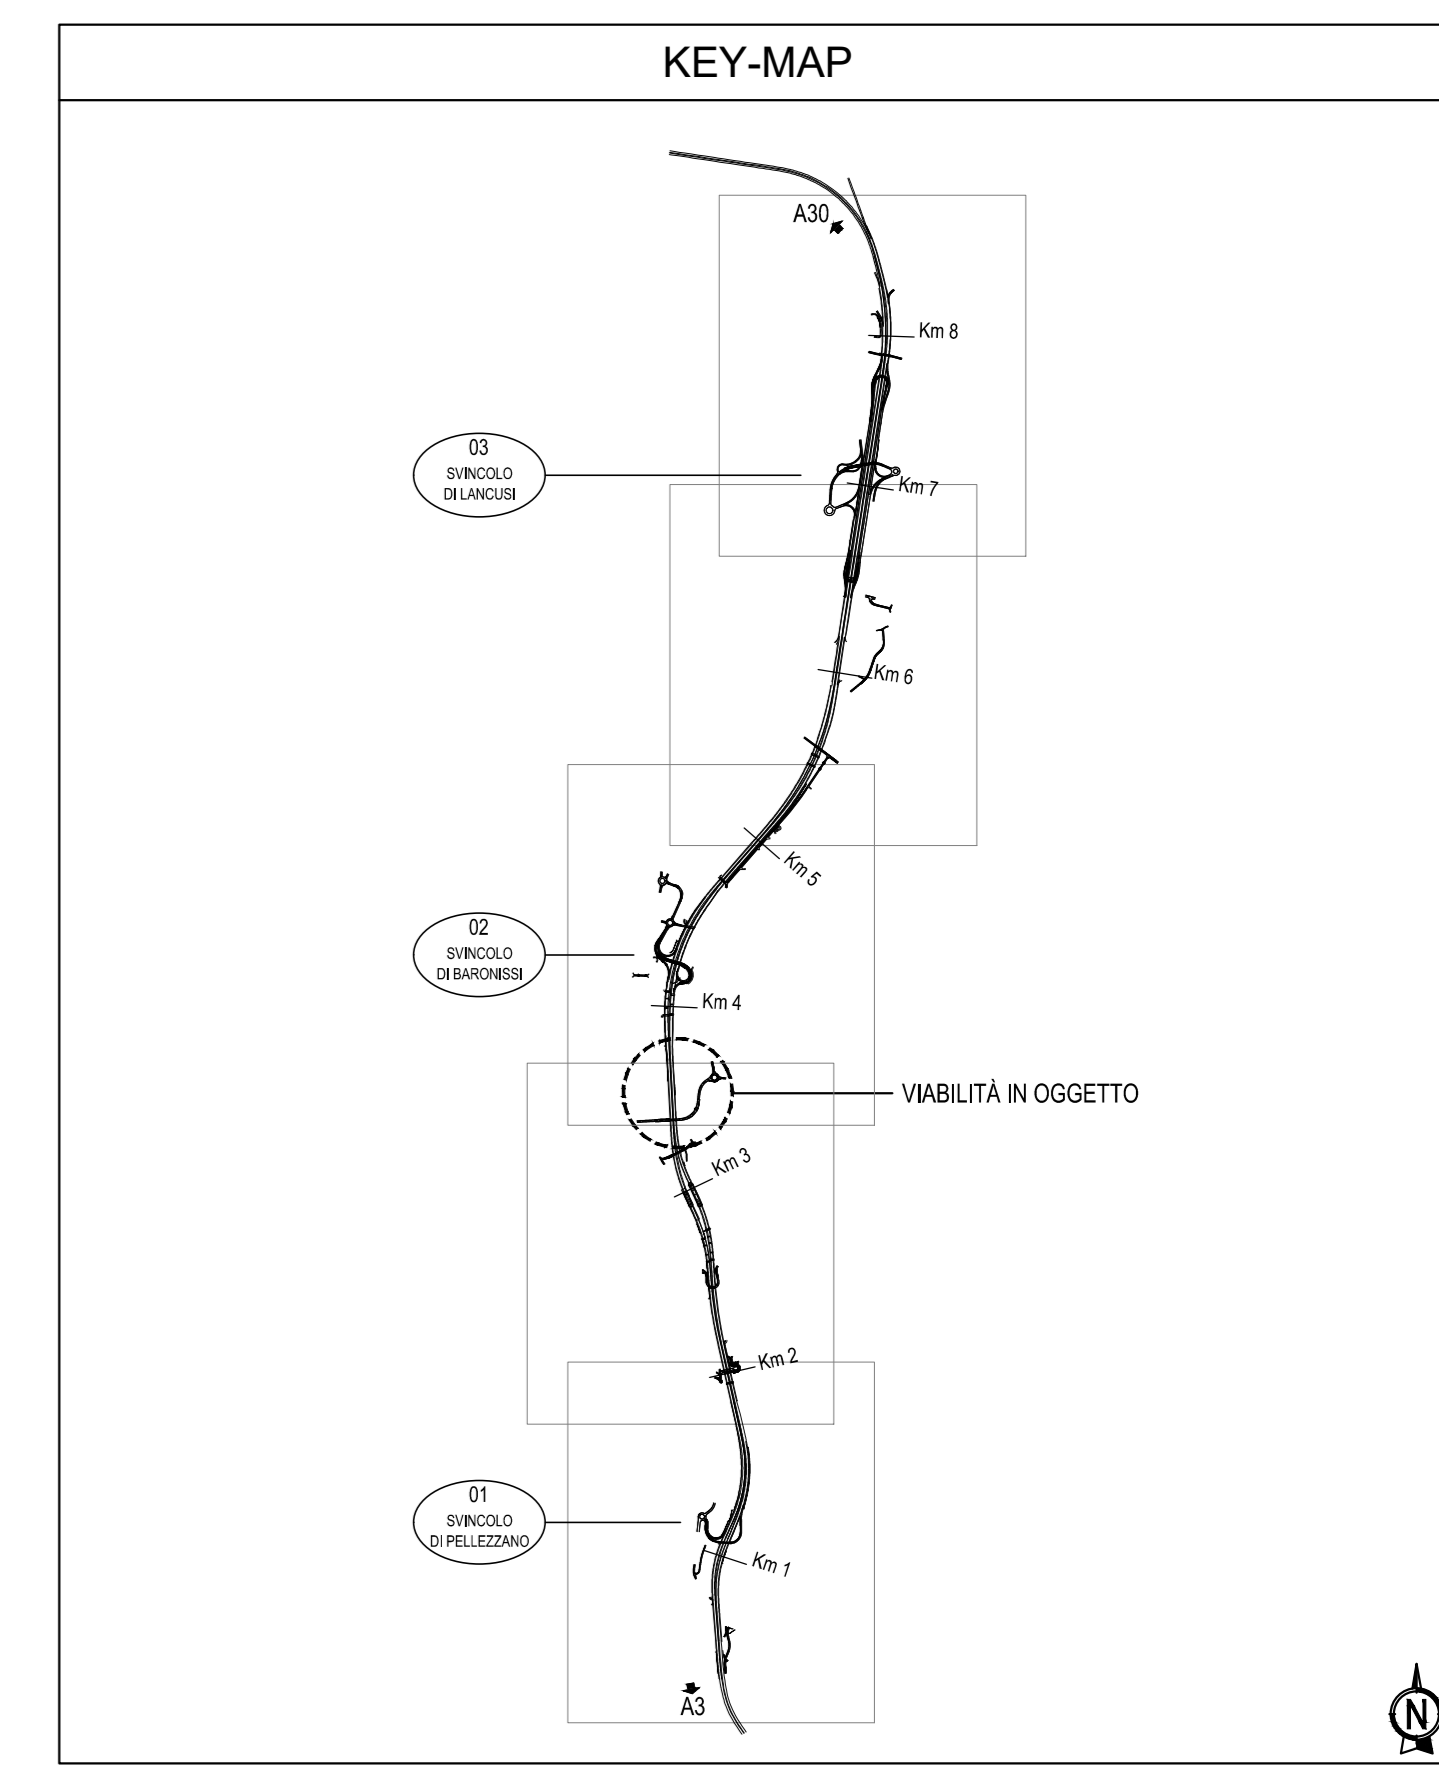 KEY-MAP
A30
Km 8
03
SVINCOLO
DI LANCUSI
Km 7
Km 6
Km 5
02
SVINCOLO
DI BARONISSI
Km 4
VIABILITÀ IN OGGETTO
Km 3
Km 2
01
SVINCOLO
DI PELLEZZANO
Km 1
A3
N